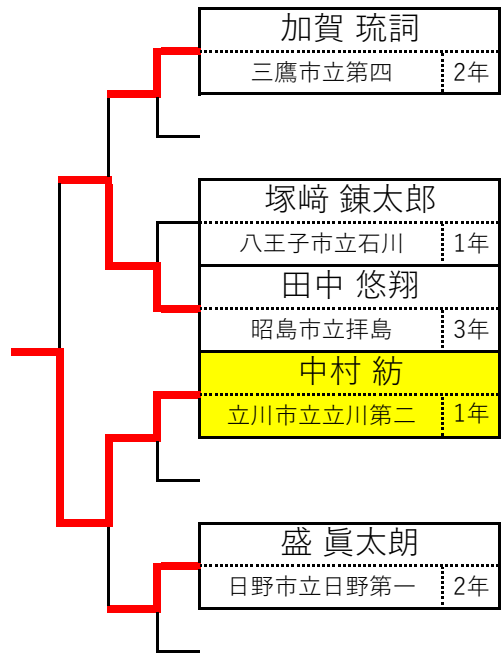 加賀 琉詞
三鷹市立第四 2年
塚﨑 錬太郎
八王子市立石川 1年
田中 悠翔
昭島市立拝島 3年
中村 紡
立川市立立川第二 1年
盛 眞太朗
日野市立日野第一 2年